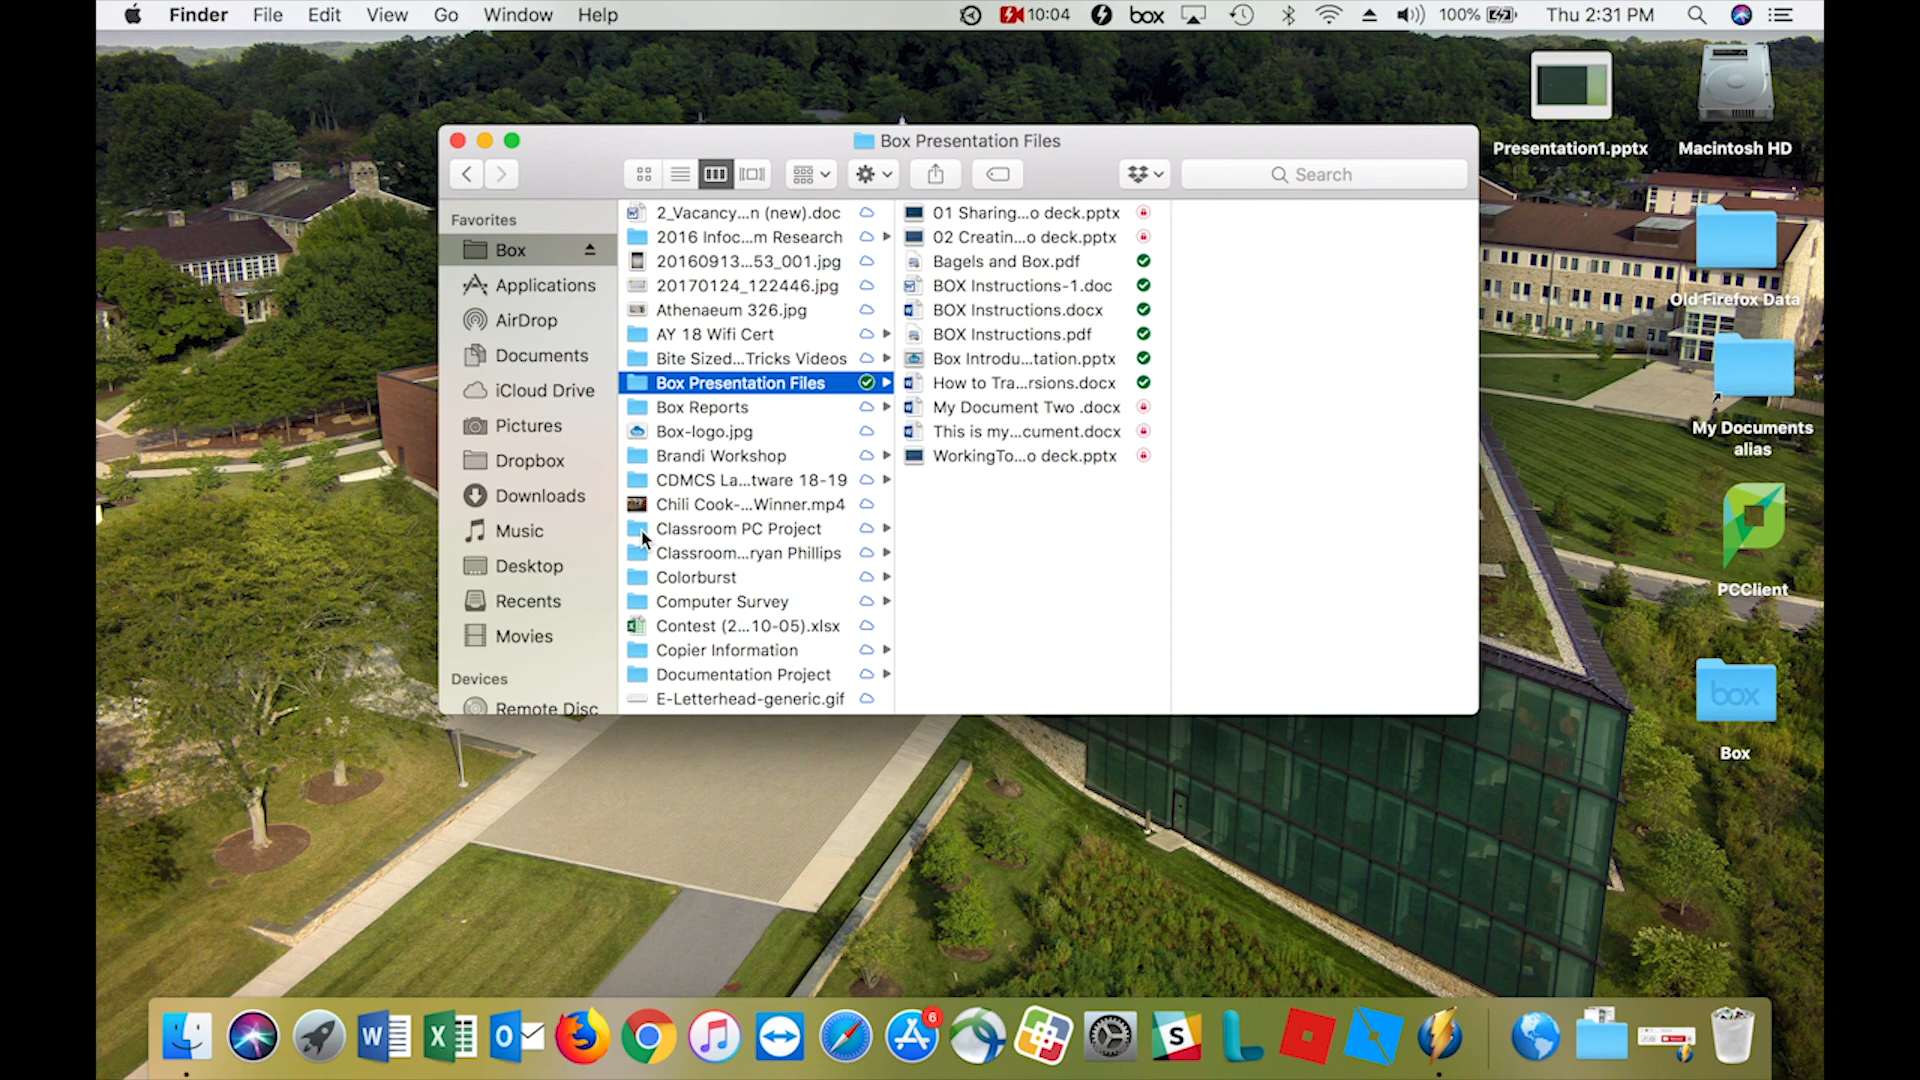 Finder File Edit View Go Window Help
10:04 box 100% Thu 2:31 PM
Box Presentation Files
Search
Favorites
Box
Applications
AirDrop
Documents
iCloud Drive
Pictures
Dropbox
Downloads
Music
Desktop
Recents
Movies
Devices
Remote Disc
2_Vacancy...n (new).doc
2016 Infoc...m Research
20160913...53_001.jpg
20170124_122446.jpg
Athenaeum 326.jpg
AY 18 Wifi Cert
Bite Sized...Tricks Videos
Box Presentation Files
Box Reports
Box-logo.jpg
Brandi Workshop
CDMCS La...tware 18-19
Chili Cook-...Winner.mp4
Classroom PC Project
Classroom...ryan Phillips
Colorburst
Computer Survey
Contest (2...10-05).xlsx
Copier Information
Documentation Project
E-Letterhead-generic.gif
01 Sharing...o deck.pptx
02 Creatin...o deck.pptx
Bagels and Box.pdf
BOX Instructions-1.doc
BOX Instructions.docx
BOX Instructions.pdf
Box Introdu...tation.pptx
How to Tra...rsions.docx
My Document Two .docx
This is my...cument.docx
WorkingTo...o deck.pptx
Presentation1.pptx
Macintosh HD
Old Firefox Data
My Documents
alias
PCClient
box
Box
W
X
O
6
S